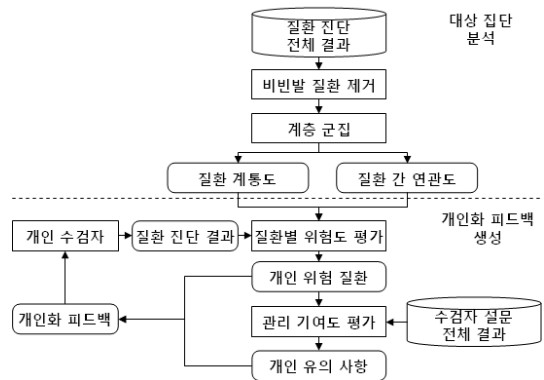 질환 진단
전체 결과
대상 집단
분석
비빈발 질환 제거
계층 군집
질환 계통도
질환 간 연관도
개인화 피드백
생성
개인 수검자
질환 진단 결과
질환별 위험도 평가
개인 위험 질환
개인화 피드백
관리 기여도 평가
수검자 설문
전체 결과
개인 유의 사항